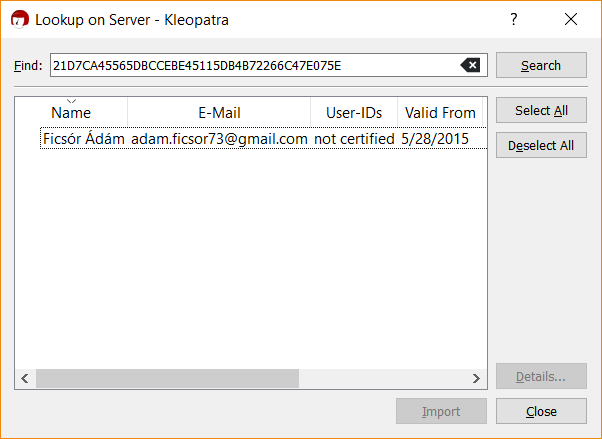 Lookup on Server - Kleopatra
?
Find: 21D7CA45565DBCCEBE45115DB4B72266C47E075E Search
Name E-Mail User-IDs Valid From Select All
Ficsór Ádám adam.ficsor73@gmail.com not certified 5/28/2015 Deselect All
Details...
Import Close